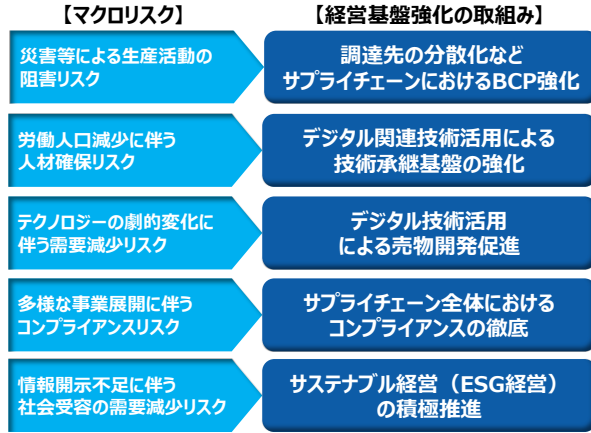 【マクロリスク】
【経営基盤強化の取組み】
災害等による生産活動の
阻害リスク
調達先の分散化など
サプライチェーンにおけるBCP強化
労働人口減少に伴う
人材確保リスク
デジタル関連技術活用による
技術承継基盤の強化
テクノロジーの劇的変化に
伴う需要減少リスク
デジタル技術活用
による売物開発促進
多様な事業展開に伴う
コンプライアンスリスク
サプライチェーン全体における
コンプライアンスの徹底
情報開示不足に伴う
社会受容の需要減少リスク
サステナブル経営（ESG経営）
の積極推進